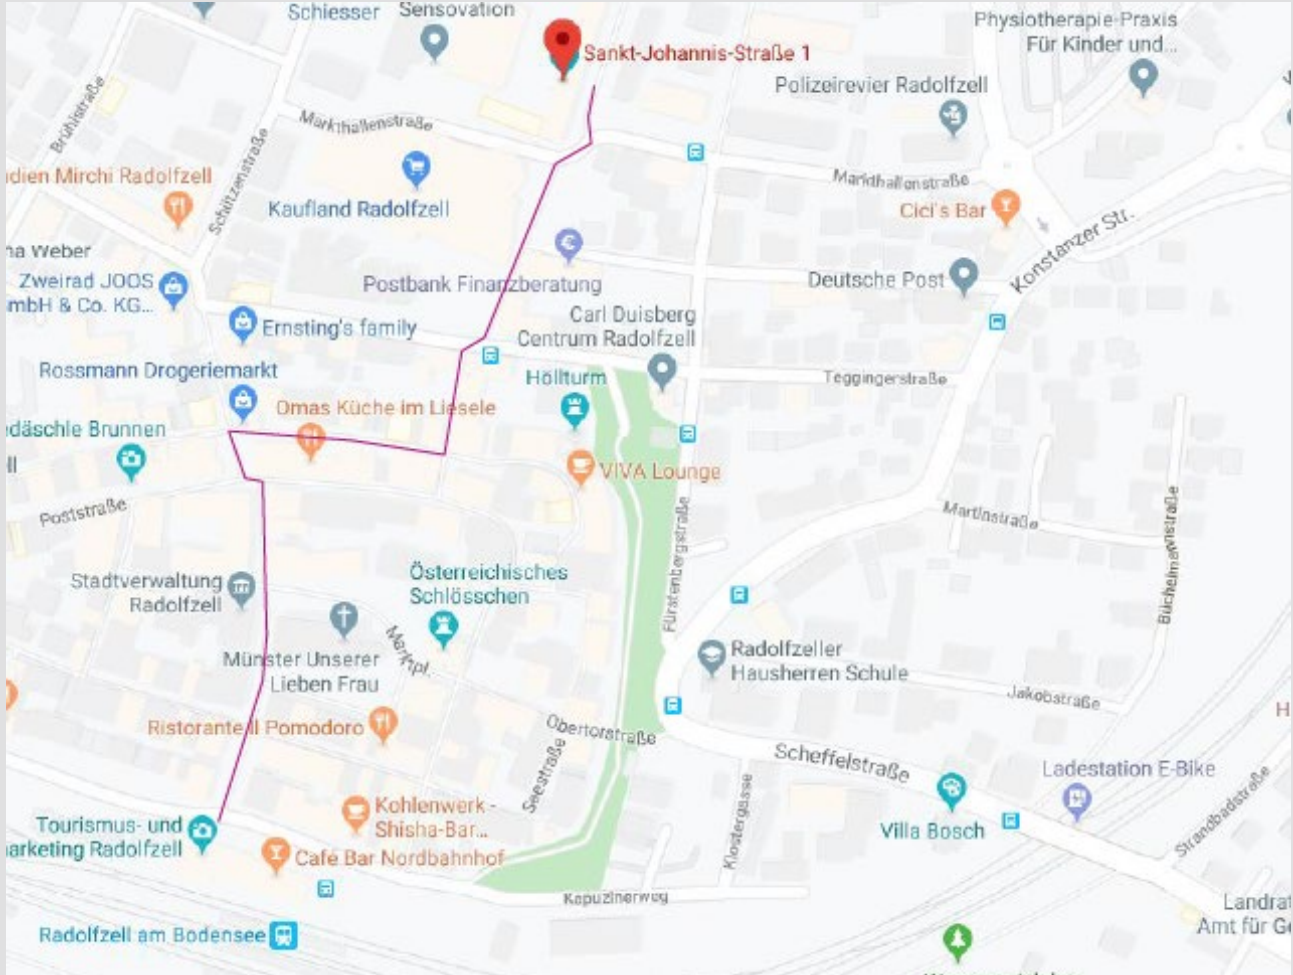 Schiesser
Sensovation
Physiotherapie-Praxis
Für Kinder und...
Sankt-Johannis-Straße 1
Polizeirevier Radolfzell
Brühlstraße
Markthallenstraße
Schützenstraße
dien Mirchi Radolfzell
Kaufland Radolfzell
Markthallenstraße
Cici's Bar
Konstanzer Str.
na Weber
Zweirad JOOS
mbH & Co. KG...
Postbank Finanzberatung
Deutsche Post
Ernsting's family
Carl Duisberg
Centrum Radolfzell
Rossmann Drogeriemarkt
Höllturm
Teggingerstraße
Omas Küche im Liesele
edäschle Brunnen
ll
VIVA Lounge
Poststraße
Martinstraße
Fürstenbergstraße
Bücheimannstraße
Stadtverwaltung
Radolfzell
Österreichisches
Schlösschen
Marktpl.
Münster Unserer
Lieben Frau
Radolfzeller
Hausherren Schule
Jakobstraße
H
Ristorante Il Pomodoro
Obertorstraße
Seestraße
Scheffelstraße
Ladestation E-Bike
Klostergasse
Strandbadstraße
Kohlenwerk -
Shisha-Bar...
Tourismus- und
arketing Radolfzell
Villa Bosch
Café Bar Nordbahnhof
Kapuzinerweg
Landrat
Amt für Ge
Radolfzell am Bodensee